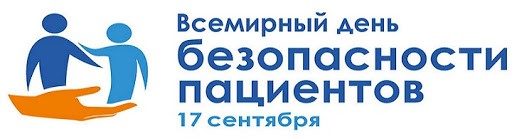 Всемирный день
безопасности
пациентов
17 сентября